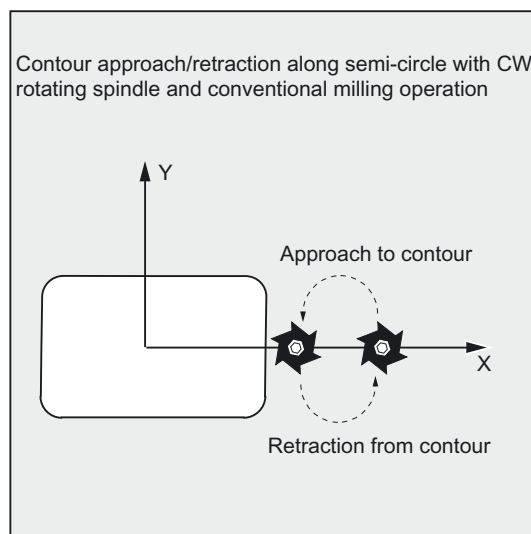 Contour approach/retraction along semi-circle with CW
rotating spindle and conventional milling operation
Y
Approach to contour
X
Retraction from contour